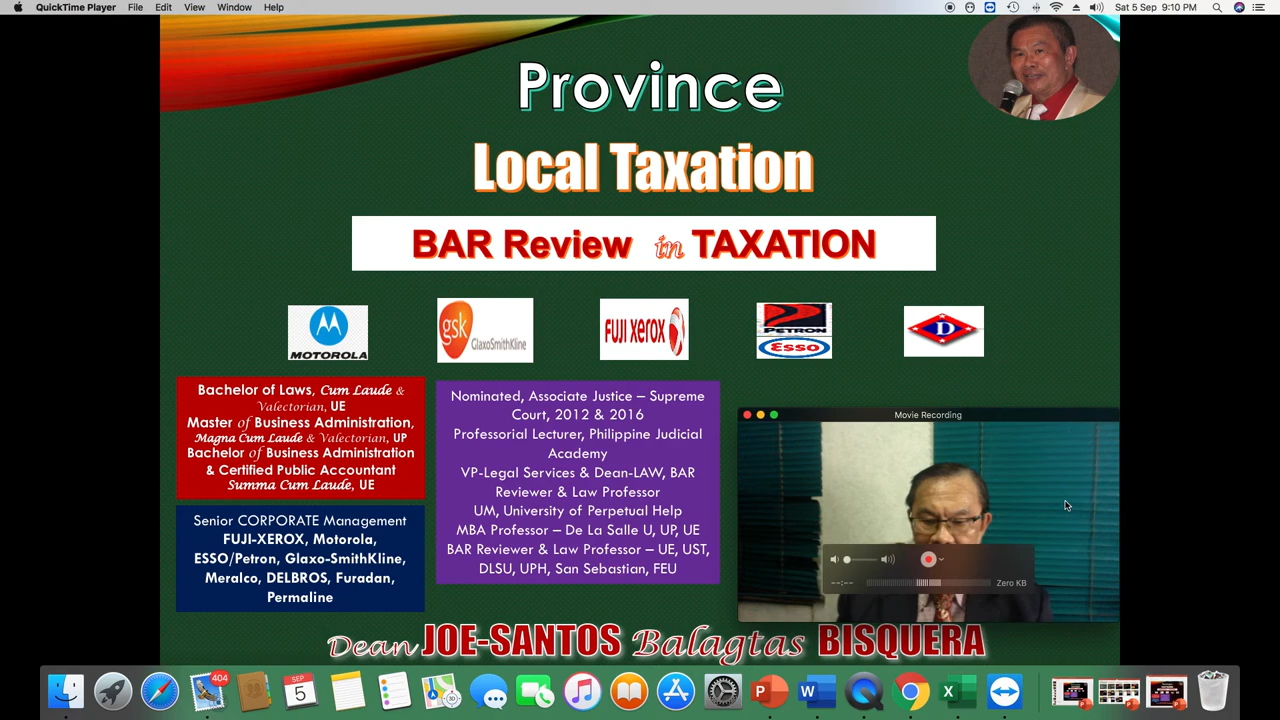 QuickTime Player File Edit View Window Help Sat 5 Sep 9:10 PM
Province
Local Taxation
BAR Review in TAXATION
MOTOROLA
gsk GlaxoSmithKline
FUJI XEROX
PETRON
Esso
D
Bachelor of Laws, Cum Laude &
Valectorian, UE
Master of Business Administration,
Magna Cum Laude & Valectorian, UP
Bachelor of Business Administration
& Certified Public Accountant
Summa Cum Laude, UE
Senior CORPORATE Management
FUJI-XEROX, Motorola,
ESSO/Petron, Glaxo-SmithKline,
Meralco, DELBROS, Furadan,
Permaline
Nominated, Associate Justice – Supreme
Court, 2012 & 2016
Professorial Lecturer, Philippine Judicial
Academy
VP-Legal Services & Dean-LAW, BAR
Reviewer & Law Professor
UM, University of Perpetual Help
MBA Professor – De La Salle U, UP, UE
BAR Reviewer & Law Professor – UE, UST,
DLSU, UPH, San Sebastian, FEU
Movie Recording
--:-- Zero KB
Dean JOE-SANTOS Balagtas BISQUERA
404
SEP
5